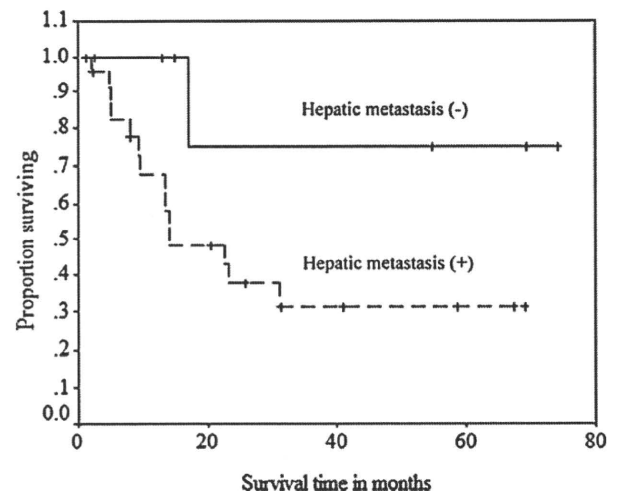 1.1
1.0
.9
.8
.7
.6
.5
.4
.3
.2
.1
0.0
Proportion surviving
Hepatic metastasis (-)
Hepatic metastasis (+)
0 20 40 60 80
Survival time in months